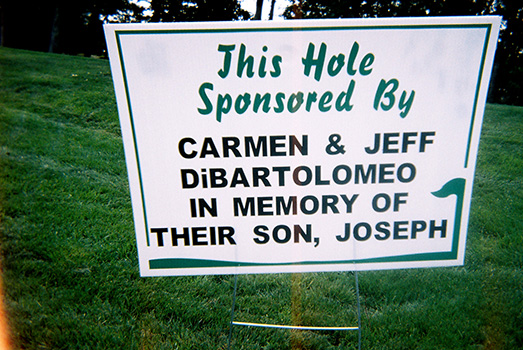 This Hole
Sponsored By
CARMEN & JEFF
DiBARTOLOMEO
IN MEMORY OF
THEIR SON, JOSEPH